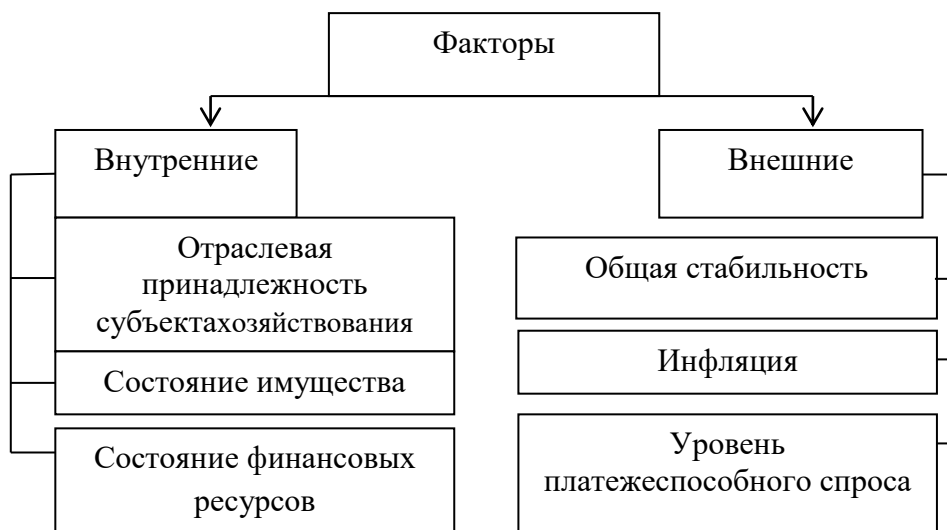 Факторы
Внутренние
Внешние
Отраслевая
принадлежность
субъектахозяйствования
Состояние имущества
Состояние финансовых
ресурсов
Общая стабильность
Инфляция
Уровень
платежеспособного спроса